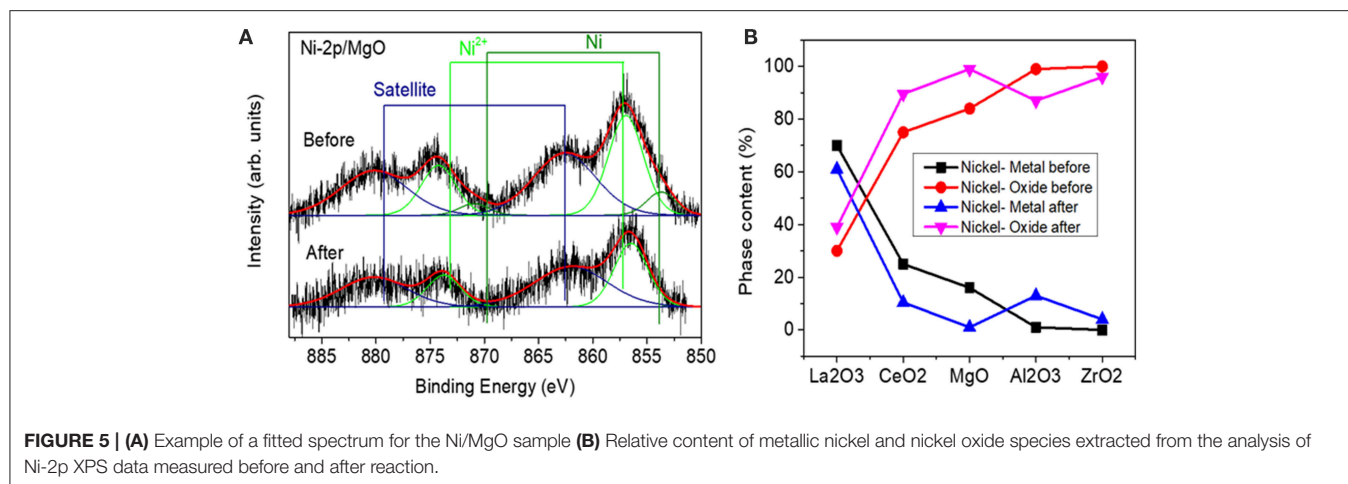 A
Ni-2p/MgO
Ni2+
Ni
Satellite
Before
After
Intensity (arb. units)
885 880 875 870 865 860 855 850
Binding Energy (eV)
B
100
80
60
40
20
0
Phase content (%)
Nickel- Metal before
Nickel- Oxide before
Nickel- Metal after
Nickel- Oxide after
La2O3 CeO2 MgO Al2O3 ZrO2
FIGURE 5 | (A) Example of a fitted spectrum for the Ni/MgO sample (B) Relative content of metallic nickel and nickel oxide species extracted from the analysis of
Ni-2p XPS data measured before and after reaction.